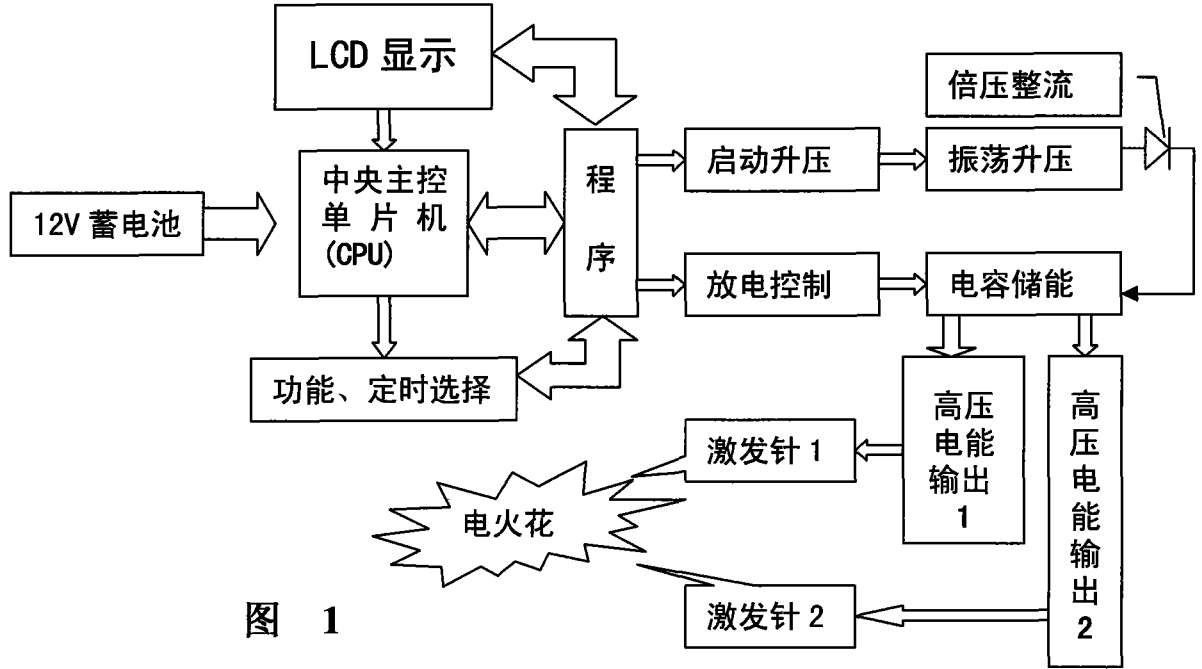 LCD 显示
倍压整流
12V 蓄电池
中央主控
单片机
(CPU)
程
序
启动升压
振荡升压
放电控制
电容储能
功能、定时选择
高压
电能
输出
1
高
压
电
能
输
出
2
激发针 1
电火花
激发针 2
图 1